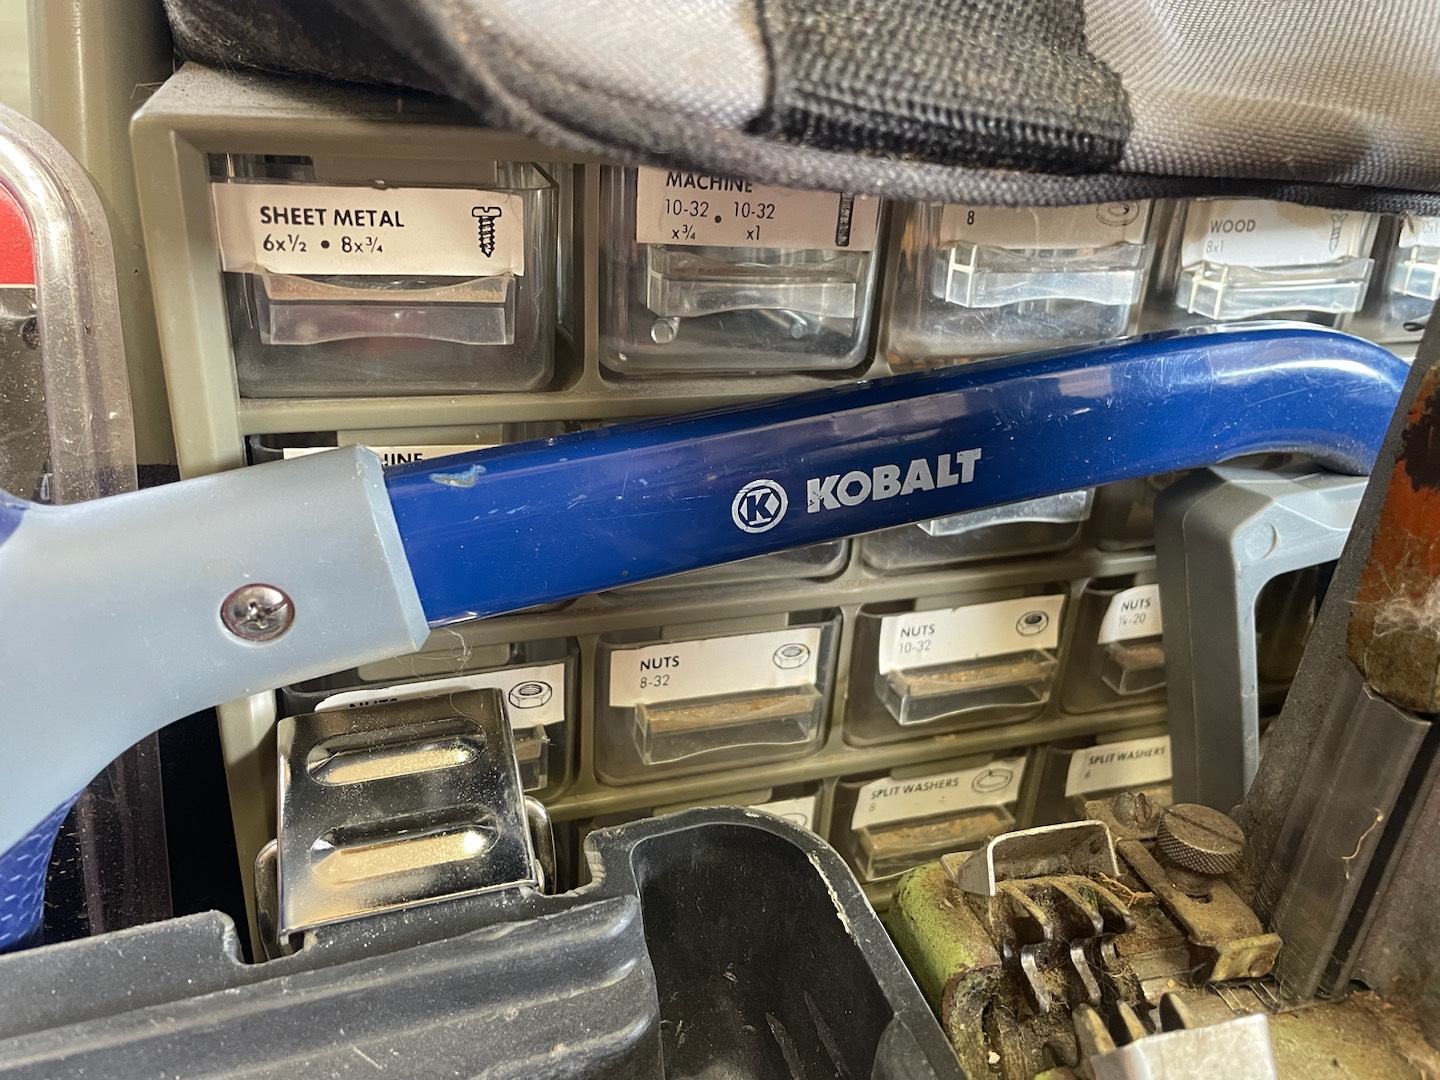 SHEET METAL
6x½ • 8x¾
MACHINE
10-32 • 10-32
x¾ x1
8
WOOD
8x1
K KOBALT
NUTS
8-32
NUTS
10-32
NUTS
¼-20
SPLIT WASHERS
8
SPLIT WASHERS
6